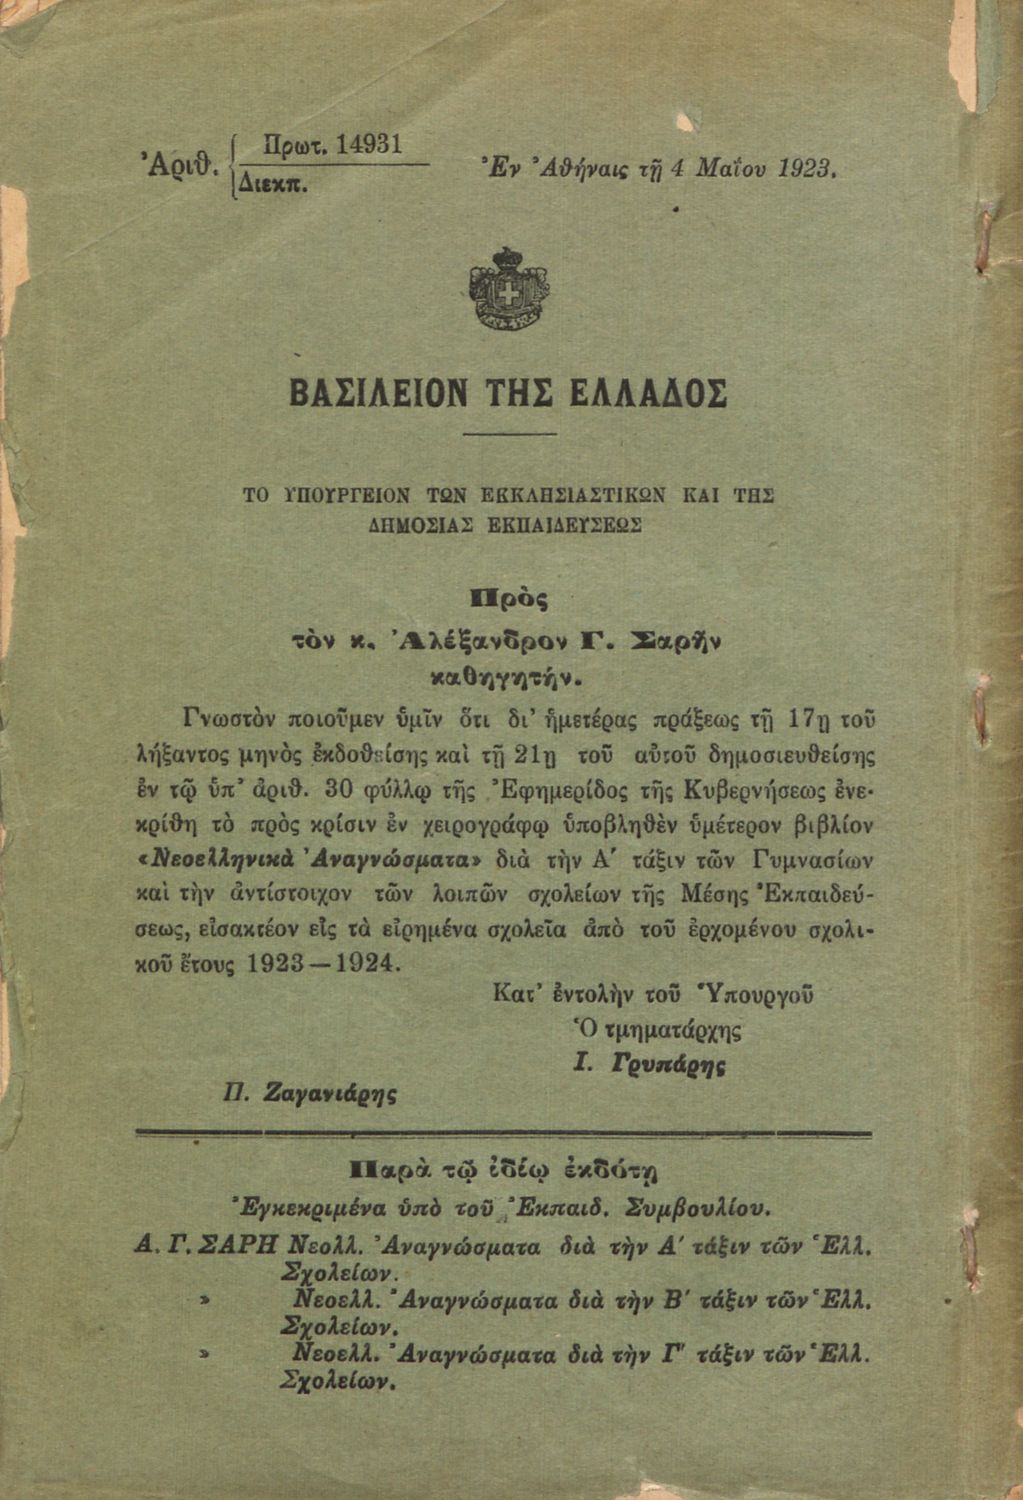 Ἀριθ. Πρωτ. 14931
Διεκπ.
Ἐν Ἀθήναις τῇ 4 Μαΐου 1923.
ΒΑΣΙΛΕΙΟΝ ΤΗΣ ΕΛΛΑΔΟΣ
ΤΟ ΥΠΟΥΡΓΕΙΟΝ ΤΩΝ ΕΚΚΛΗΣΙΑΣΤΙΚΩΝ ΚΑΙ ΤΗΣ
ΔΗΜΟΣΙΑΣ ΕΚΠΑΙΔΕΥΣΕΩΣ
Πρὸς
τὸν κ. Ἀλέξανδρον Γ. Σαρῆν
καθηγητήν.
Γνωστὸν ποιοῦμεν ὑμῖν ὅτι δι’ ἡμετέρας πράξεως τῇ 17ῃ τοῦ
λήξαντος μηνὸς ἐκδοθείσης καὶ τῇ 21ῃ τοῦ αὐτοῦ δημοσιευθείσης
ἐν τῷ ὑπ’ ἀριθ. 30 φύλλῳ τῆς Ἐφημερίδος τῆς Κυβερνήσεως ἐνε-
κρίθη τὸ πρὸς κρίσιν ἐν χειρογράφῳ ὑποβληθὲν ὑμέτερον βιβλίον
«Νεοελληνικὰ Ἀναγνώσματα» διὰ τὴν Α′ τάξιν τῶν Γυμνασίων
καὶ τὴν ἀντίστοιχον τῶν λοιπῶν σχολείων τῆς Μέσης Ἐκπαιδεύ-
σεως, εἰσακτέον εἰς τὰ εἰρημένα σχολεῖα ἀπὸ τοῦ ἐρχομένου σχολι-
κοῦ ἔτους 1923—1924.
Κατ’ ἐντολὴν τοῦ Ὑπουργοῦ
Ὁ τμηματάρχης
Ι. Γρυπάρης
Π. Ζαγανιάρης
Παρὰ τῷ ἰδίῳ ἐκδότῃ
Ἐγκεκριμένα ὑπὸ τοῦ Ἐκπαιδ. Συμβουλίου.
Α. Γ. ΣΑΡΗ Νεολλ. Ἀναγνώσματα διὰ τὴν Α′ τάξιν τῶν Ἑλλ.
Σχολείων.
» Νεοελλ. Ἀναγνώσματα διὰ τὴν Β′ τάξιν τῶν Ἑλλ.
Σχολείων.
» Νεοελλ. Ἀναγνώσματα διὰ τὴν Γ′ τάξιν τῶν Ἑλλ.
Σχολείων.